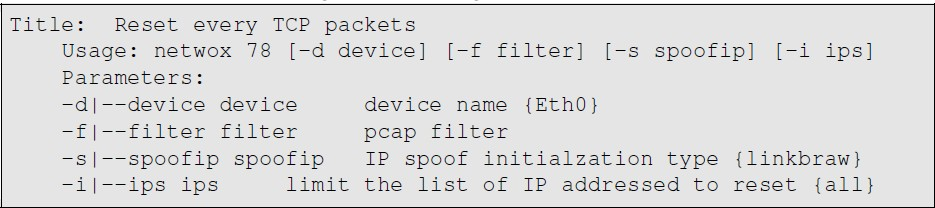 Title: Reset every TCP packets
Usage: netwox 78 [-d device] [-f filter] [-s spoofip] [-i ips]
Parameters:
-d|--device device device name {Eth0}
-f|--filter filter pcap filter
-s|--spoofip spoofip IP spoof initialzation type {linkbraw}
-i|--ips ips limit the list of IP addressed to reset {all}